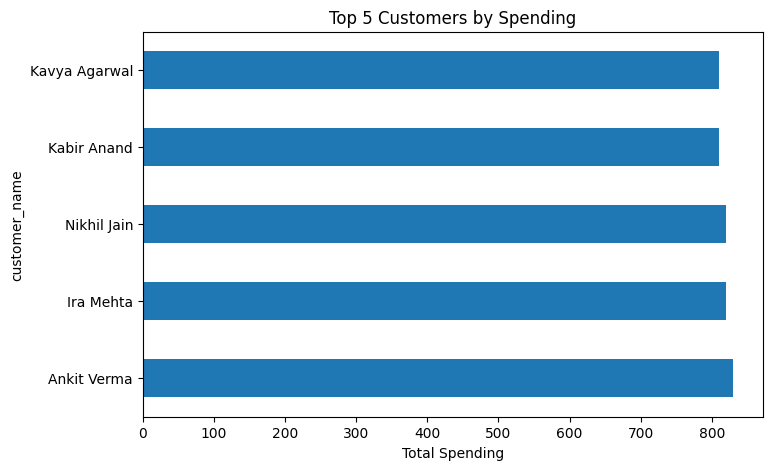 Top 5 Customers by Spending
customer_name
Kavya Agarwal
Kabir Anand
Nikhil Jain
Ira Mehta
Ankit Verma
0 100 200 300 400 500 600 700 800
Total Spending